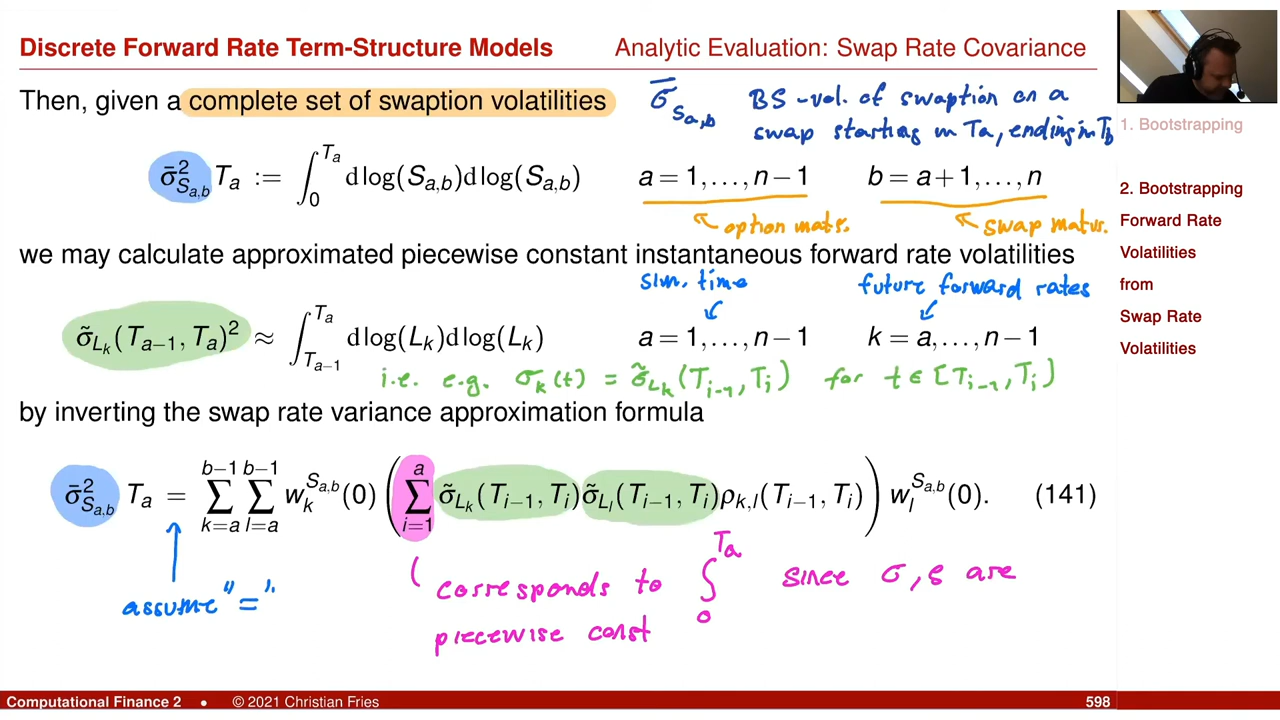 Discrete Forward Rate Term-Structure Models Analytic Evaluation: Swap Rate Covariance
Then, given a complete set of swaption volatilities
σ̄_{S_{a,b}} BS-vol. of swaption on a
swap starting in Ta, ending in Tb
σ̄²_{S_{a,b}} T_a := ∫_0^{T_a} d log(S_{a,b}) d log(S_{a,b}) a = 1, …, n − 1 b = a + 1, …, n
↖ option mats. ↖ swap matur.
we may calculate approximated piecewise constant instantaneous forward rate volatilities
sim. time future forward rates
σ̃_{L_k}(T_{a−1}, T_a)² ≈ ∫_{T_{a−1}}^{T_a} d log(L_k) d log(L_k) a = 1, …, n − 1 k = a, …, n − 1
i.e. e.g. σ_k(t) = σ̃_{L_k}(T_{i−1}, T_i) for t ∈ [T_{i−1}, T_i)
by inverting the swap rate variance approximation formula
σ̄²_{S_{a,b}} T_a = ∑_{k=a}^{b−1} ∑_{l=a}^{b−1} w_k^{S_{a,b}}(0) ( ∑_{i=1}^{a} σ̃_{L_k}(T_{i−1}, T_i) σ̃_{L_l}(T_{i−1}, T_i) ρ_{k,l}(T_{i−1}, T_i) ) w_l^{S_{a,b}}(0). (141)
assume "="
corresponds to ∫_0^{Ta} since σ, ρ are
piecewise const
1. Bootstrapping
2. Bootstrapping
Forward Rate
Volatilities
from
Swap Rate
Volatilities
Computational Finance 2 • © 2021 Christian Fries 598